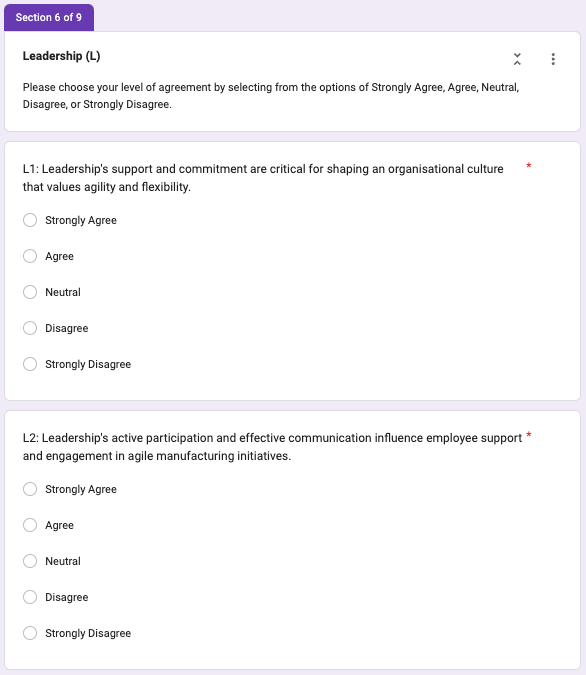 Section 6 of 9
Leadership (L)
Please choose your level of agreement by selecting from the options of Strongly Agree, Agree, Neutral,
Disagree, or Strongly Disagree.
L1: Leadership's support and commitment are critical for shaping an organisational culture *
that values agility and flexibility.
Strongly Agree
Agree
Neutral
Disagree
Strongly Disagree
L2: Leadership's active participation and effective communication influence employee support *
and engagement in agile manufacturing initiatives.
Strongly Agree
Agree
Neutral
Disagree
Strongly Disagree